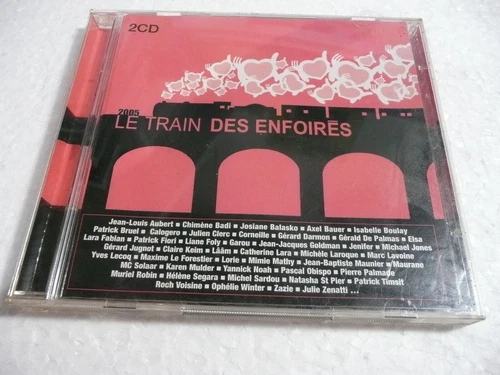 2CD
2005
LE TRAIN DES ENFOIRÉS
Jean-Louis Aubert ▪ Chimène Badi ▪ Josiane Balasko ▪ Axel Bauer ▪ Isabelle Boulay
Patrick Bruel ▪ Calogero ▪ Julien Clerc ▪ Corneille ▪ Gérard Darmon ▪ Gérald De Palmas ▪ Elsa
Lara Fabian ▪ Patrick Fiori ▪ Liane Foly ▪ Garou ▪ Jean-Jacques Goldman ▪ Jenifer ▪ Michael Jones
Gérard Jugnot ▪ Claire Keim ▪ Lââm ▪ Catherine Lara ▪ Michèle Laroque ▪ Marc Lavoine
Yves Lecoq ▪ Maxime Le Forestier ▪ Lorie ▪ Mimie Mathy ▪ Jean-Baptiste Maunier ▪ Maurane
MC Solaar ▪ Karen Mulder ▪ Yannick Noah ▪ Pascal Obispo ▪ Pierre Palmade
Muriel Robin ▪ Hélène Segara ▪ Michel Sardou ▪ Natasha St Pier ▪ Patrick Timsit
Roch Voisine ▪ Ophélie Winter ▪ Zazie ▪ Julie Zenatti ...